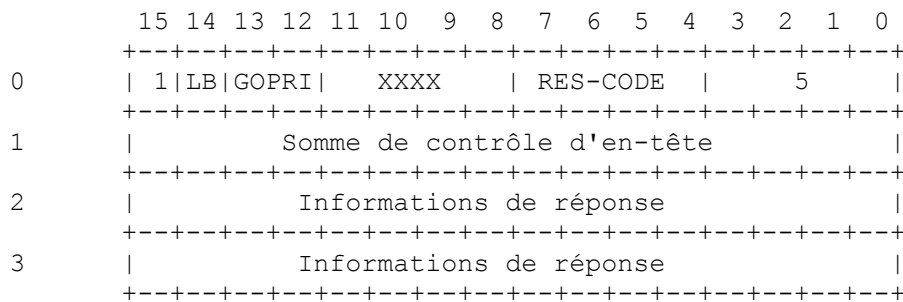 15 14 13 12 11 10 9 8 7 6 5 4 3 2 1 0
+--+--+--+--+--+--+--+--+--+--+--+--+--+--+--+--+
0 | 1|LB|GOPRI| XXXX | RES-CODE | 5 |
+--+--+--+--+--+--+--+--+--+--+--+--+--+--+--+--+
1 | Somme de contrôle d'en-tête |
+--+--+--+--+--+--+--+--+--+--+--+--+--+--+--+--+
2 | Informations de réponse |
+--+--+--+--+--+--+--+--+--+--+--+--+--+--+--+--+
3 | Informations de réponse |
+--+--+--+--+--+--+--+--+--+--+--+--+--+--+--+--+